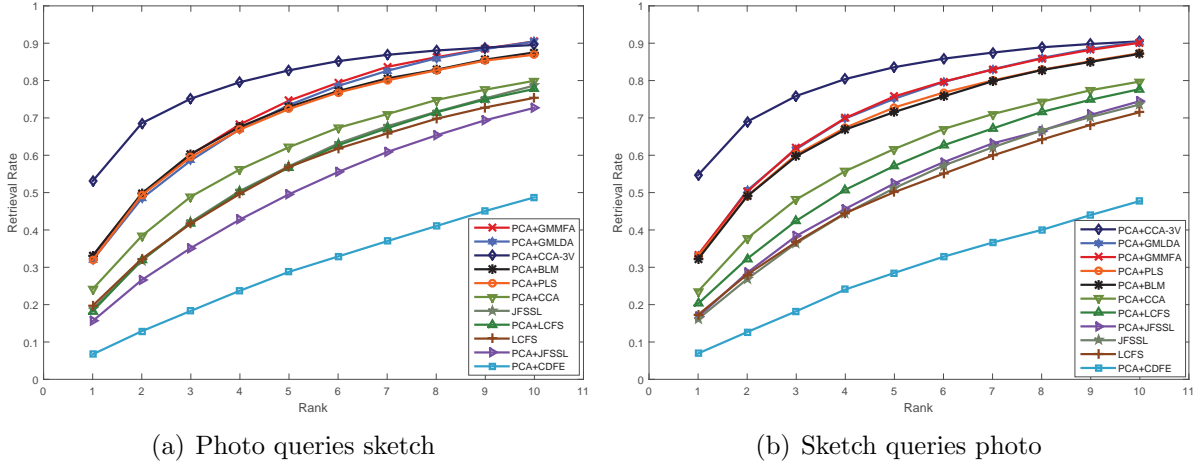 Retrieval Rate
1
0.9
0.8
0.7
0.6
0.5
0.4
0.3
0.2
0.1
0
0 1 2 3 4 5 6 7 8 9 10 11
Rank
PCA+GMMFA
PCA+GMLDA
PCA+CCA-3V
PCA+BLM
PCA+PLS
PCA+CCA
JFSSL
PCA+LCFS
LCFS
PCA+JFSSL
PCA+CDFE
(a) Photo queries sketch
Retrieval Rate
1
0.9
0.8
0.7
0.6
0.5
0.4
0.3
0.2
0.1
0
0 1 2 3 4 5 6 7 8 9 10 11
Rank
PCA+CCA-3V
PCA+GMLDA
PCA+GMMFA
PCA+PLS
PCA+BLM
PCA+CCA
PCA+LCFS
PCA+JFSSL
JFSSL
LCFS
PCA+CDFE
(b) Sketch queries photo